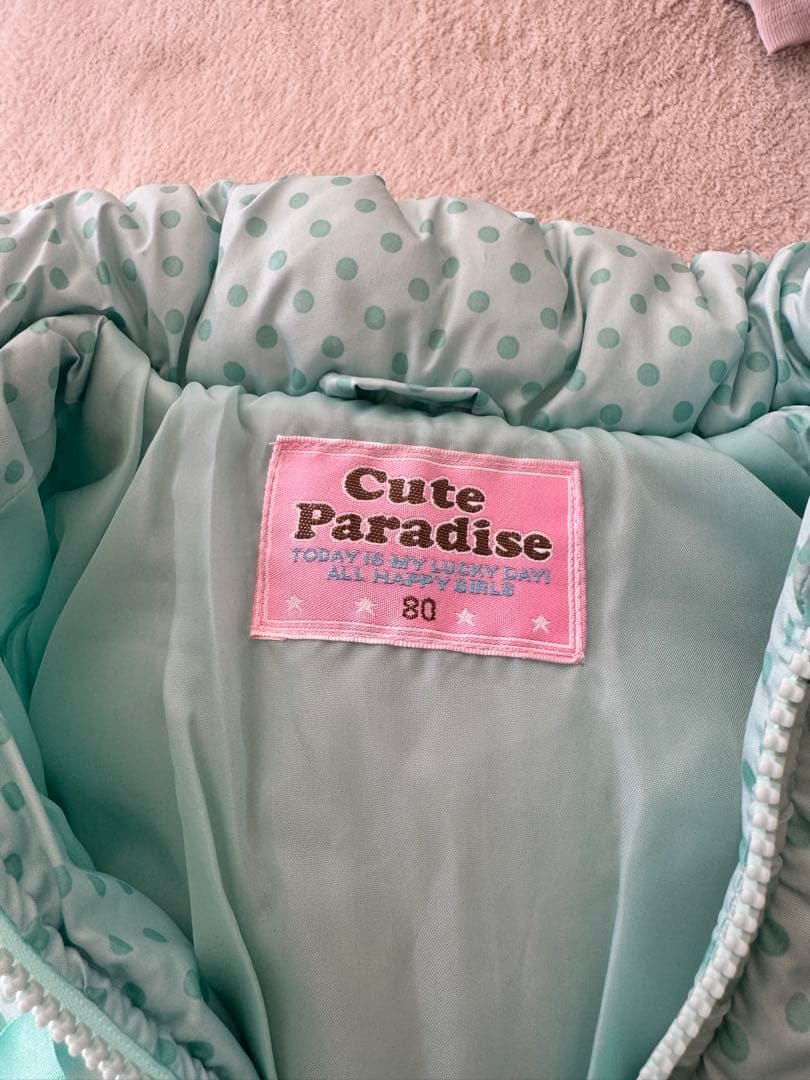 Cute
Paradise
TODAY IS MY LUCKY DAY!
ALL HAPPY GIRLS
80